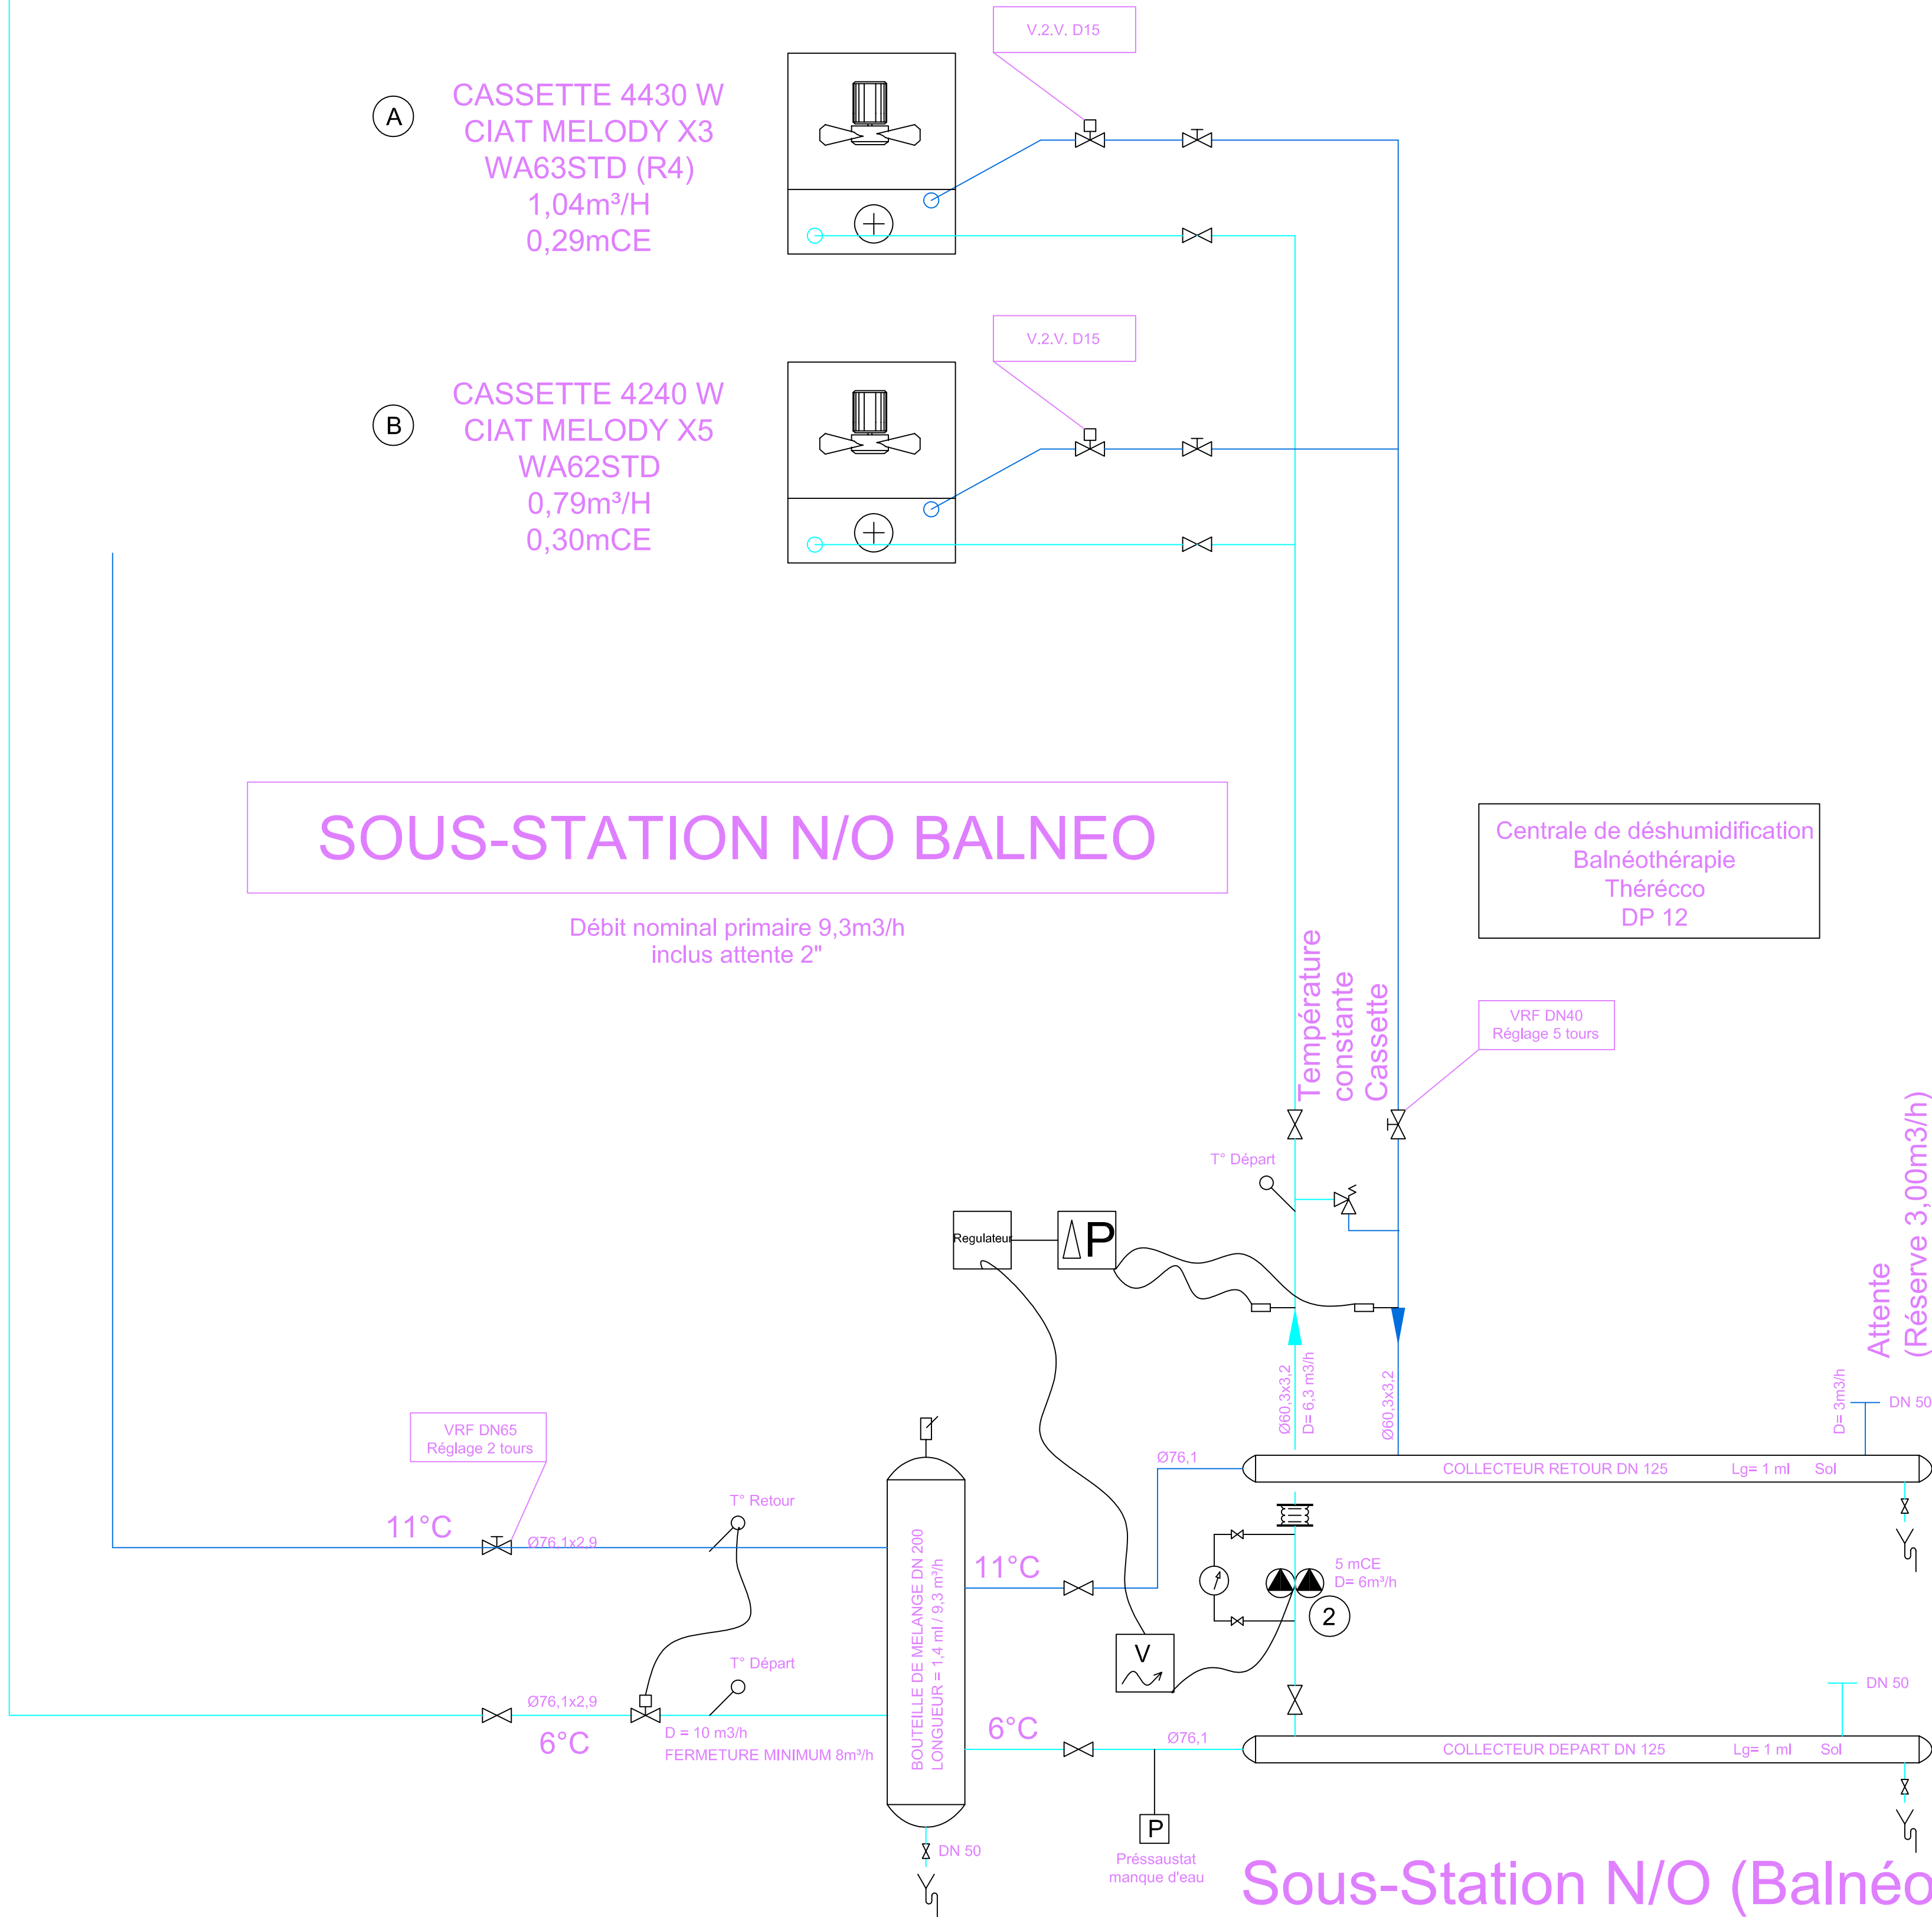 V.2.V. D15
A
CASSETTE 4430 W
CIAT MELODY X3
WA63STD (R4)
1,04m³/H
0,29mCE
V.2.V. D15
B
CASSETTE 4240 W
CIAT MELODY X5
WA62STD
0,79m³/H
0,30mCE
SOUS-STATION N/O BALNEO
Débit nominal primaire 9,3m3/h
inclus attente 2"
Centrale de déshumidification
Balnéothérapie
Thérécco
DP 12
Température
constante
Cassette
VRF DN40
Réglage 5 tours
T° Départ
Regulateur
P
Attente
(Réserve 3,00m3/h)
Ø60,3x3,2
D= 6,3 m3/h
Ø60,3x3,2
D= 3m3/h
DN 50
VRF DN65
Réglage 2 tours
Ø76,1
COLLECTEUR RETOUR DN 125 Lg= 1 ml Sol
T° Retour
11°C
Ø76,1x2,9
BOUTEILLE DE MELANGE DN 200
LONGUEUR = 1,4 ml / 9,3 m³/h
11°C
5 mCE
D= 6m³/h
2
V
T° Départ
Ø76,1x2,9
6°C
D = 10 m3/h
FERMETURE MINIMUM 8m³/h
6°C
Ø76,1
DN 50
COLLECTEUR DEPART DN 125 Lg= 1 ml Sol
P
Préssaustat
manque d'eau
DN 50
Sous-Station N/O (Balnéo